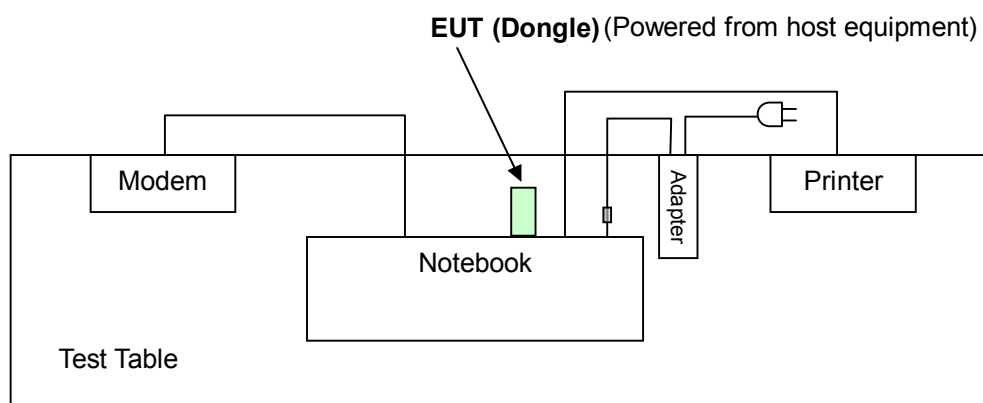 EUT (Dongle) (Powered from host equipment)
Modem
Adapter
Printer
Notebook
Test Table